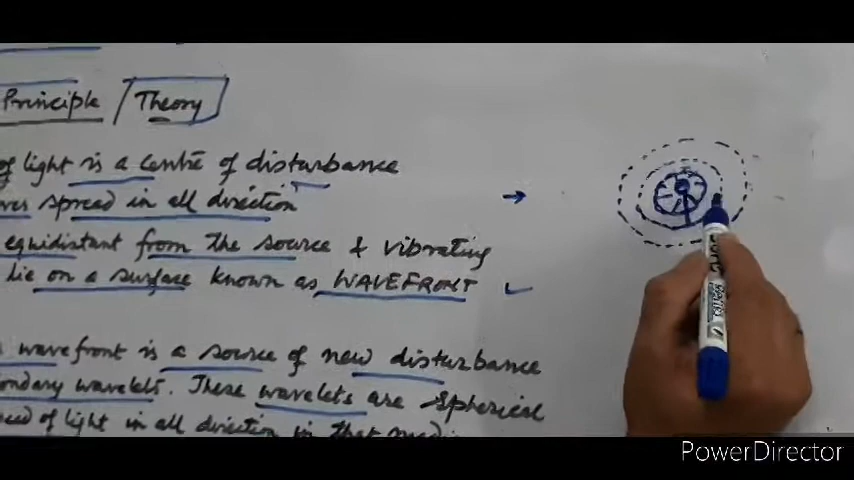 Principle / Theory
of light is a centre of disturbance
spread in all direction
equidistant from the source & vibrating
lie on a surface known as WAVEFRONT
wavefront is a source of new disturbance
wavelets. These wavelets are spherical
of light in all direction in that
PowerDirector